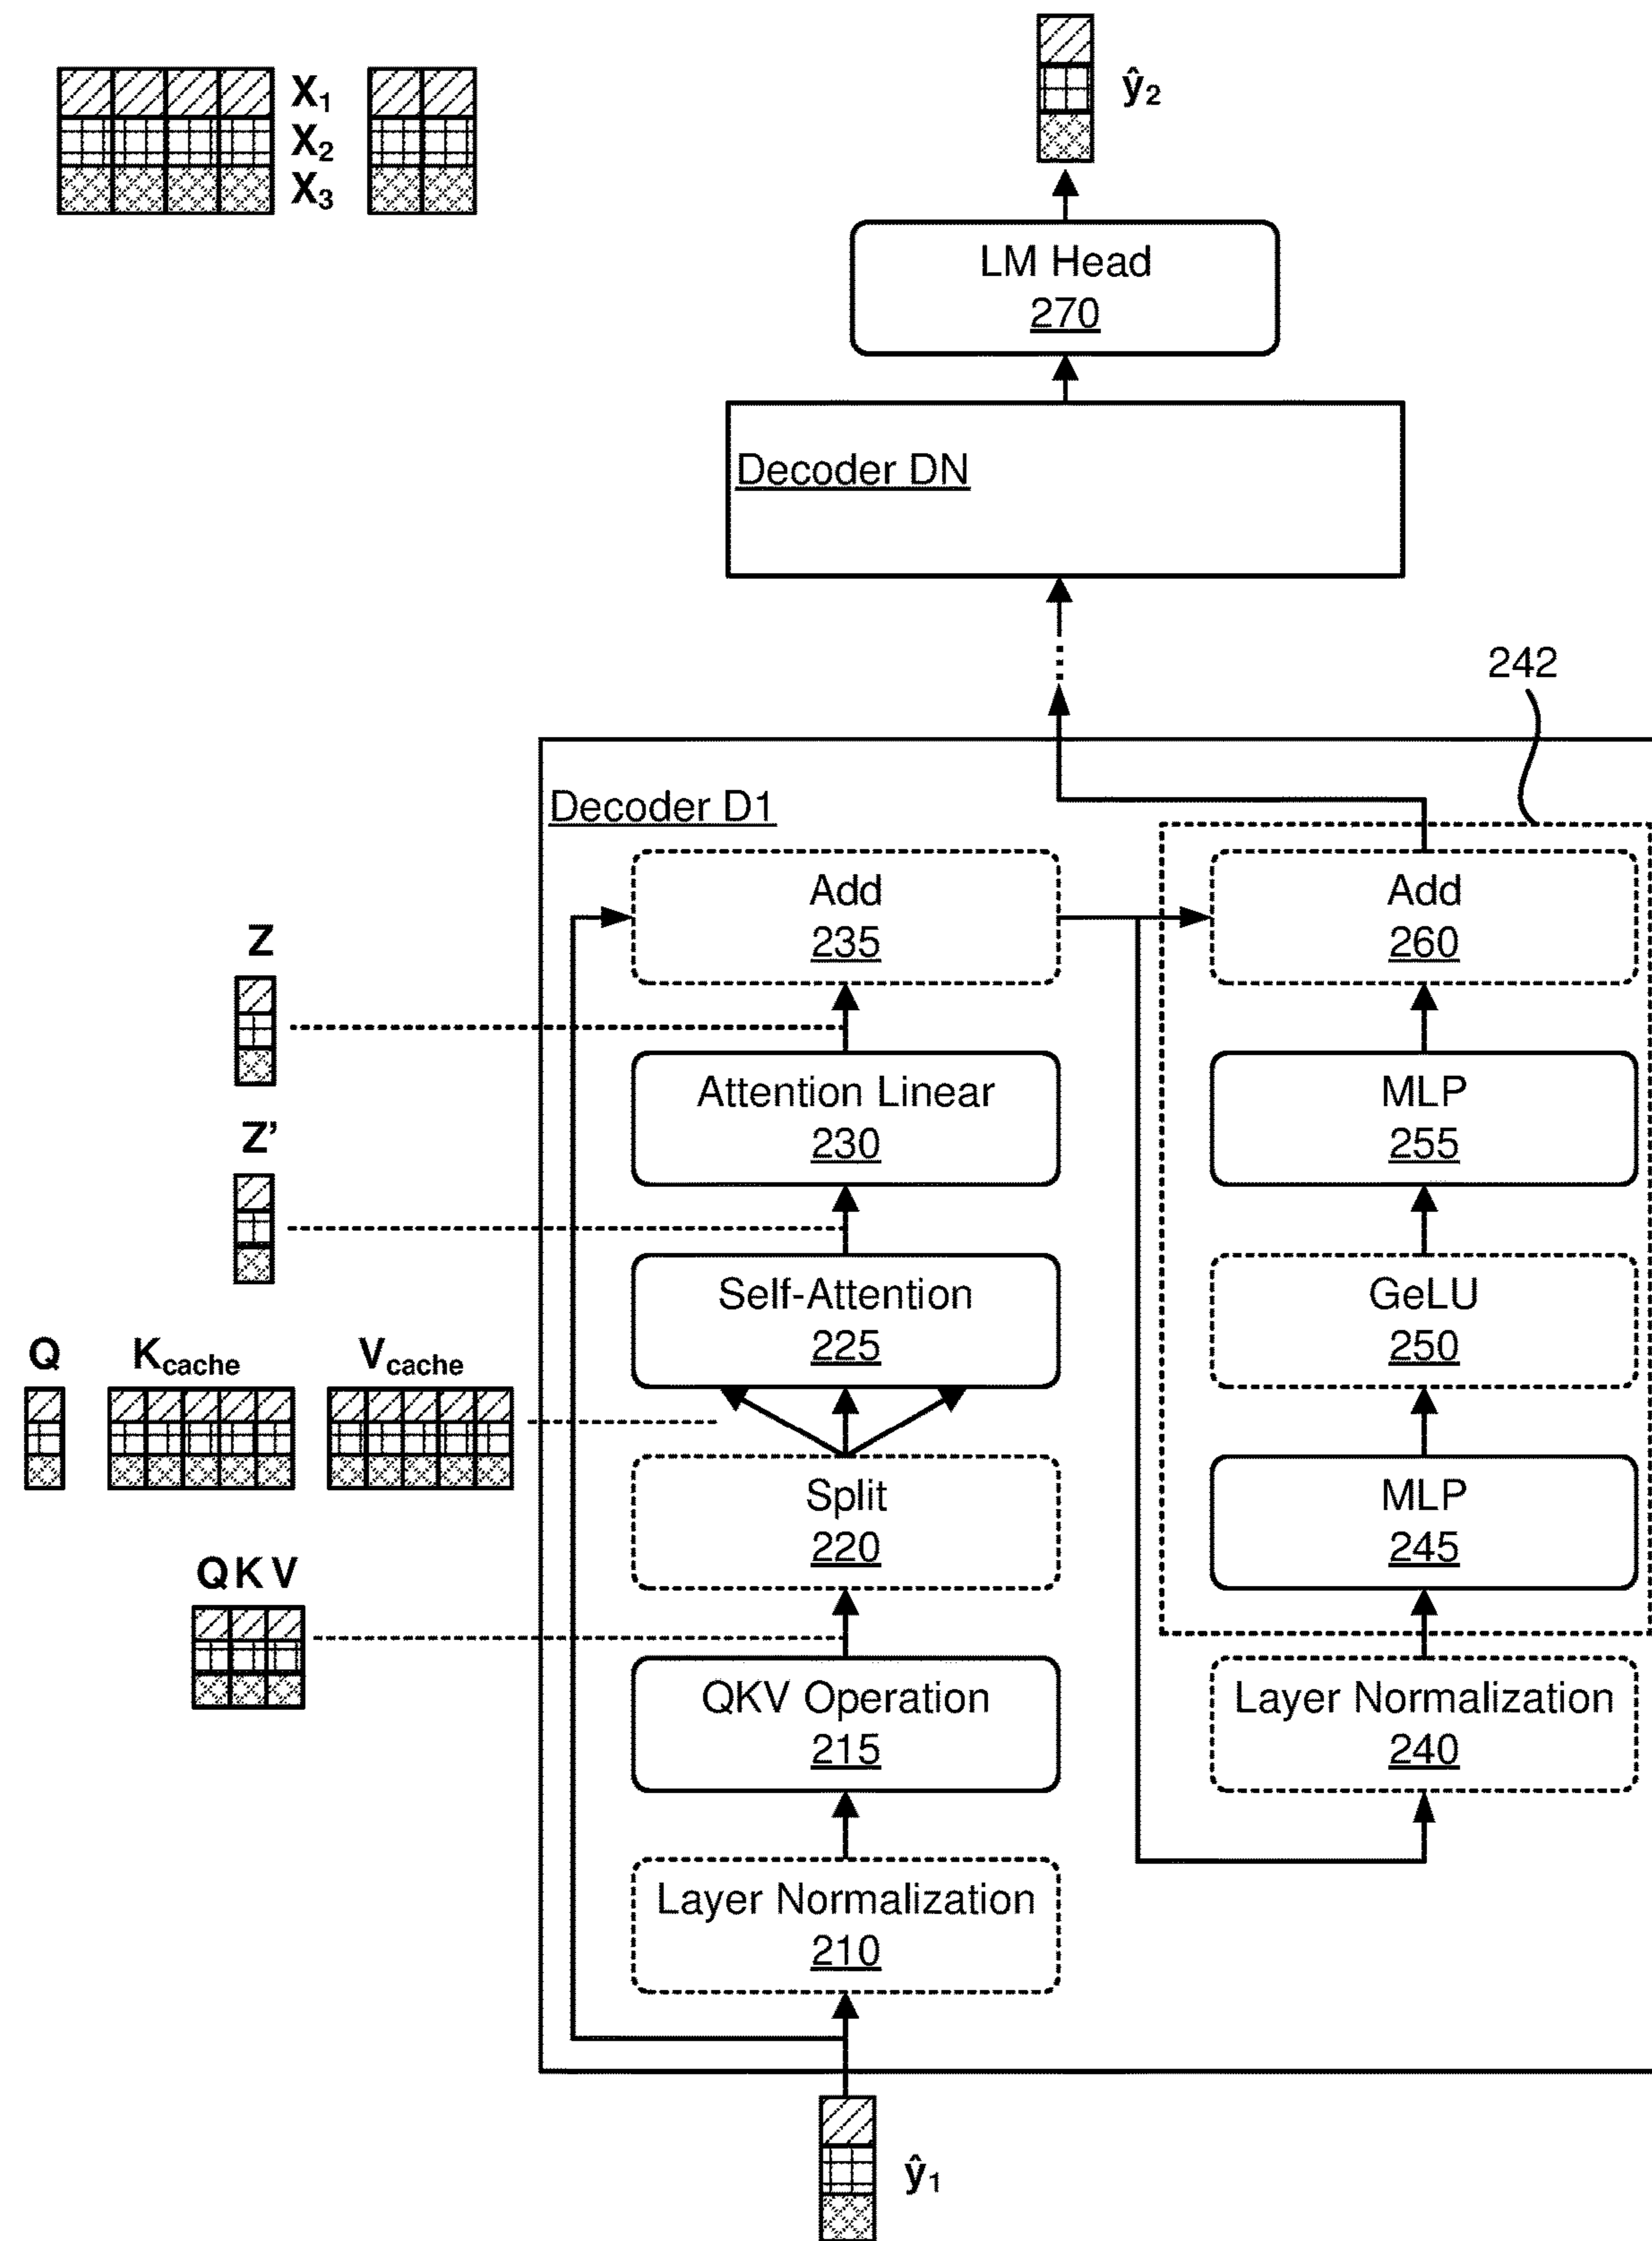 X₁
X₂
X₃
ŷ₂
LM Head
270
Decoder DN
242
Decoder D1
Add
235
Add
260
Z
Attention Linear
230
MLP
255
Z’
Self-Attention
225
GeLU
250
Q
Kcache
Vcache
Split
220
MLP
245
Q K V
QKV Operation
215
Layer Normalization
240
Layer Normalization
210
ŷ₁